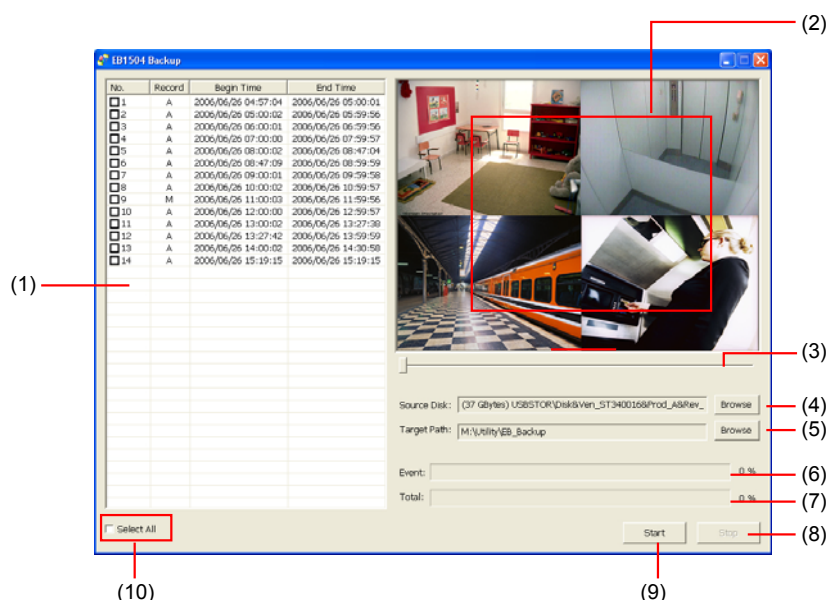 (2)
EB1504 Backup
No. Record Begin Time End Time
1 A 2006/06/26 04:57:04 2006/06/26 05:00:01
2 A 2006/06/26 05:00:02 2006/06/26 05:59:56
3 A 2006/06/26 06:00:01 2006/06/26 06:59:56
4 A 2006/06/26 07:00:00 2006/06/26 07:59:57
5 A 2006/06/26 08:00:02 2006/06/26 08:47:04
6 A 2006/06/26 08:47:09 2006/06/26 08:59:59
7 A 2006/06/26 09:00:01 2006/06/26 09:59:58
8 A 2006/06/26 10:00:02 2006/06/26 10:59:57
9 M 2006/06/26 11:00:03 2006/06/26 11:59:56
10 A 2006/06/26 12:00:00 2006/06/26 12:59:57
11 A 2006/06/26 13:00:02 2006/06/26 13:27:38
12 A 2006/06/26 13:27:42 2006/06/26 13:59:59
13 A 2006/06/26 14:00:02 2006/06/26 14:30:58
14 A 2006/06/26 15:19:15 2006/06/26 15:19:15
(1)
(3)
Source Disk: (37 GBytes) USBSTOR\Disk&Ven_ST340016&Prod_A&Rev_ Browse (4)
Target Path: M:\Utility\EB_Backup Browse (5)
Event: 0 % (6)
Total: 0 % (7)
Select All Start Stop (8)
(10) (9)